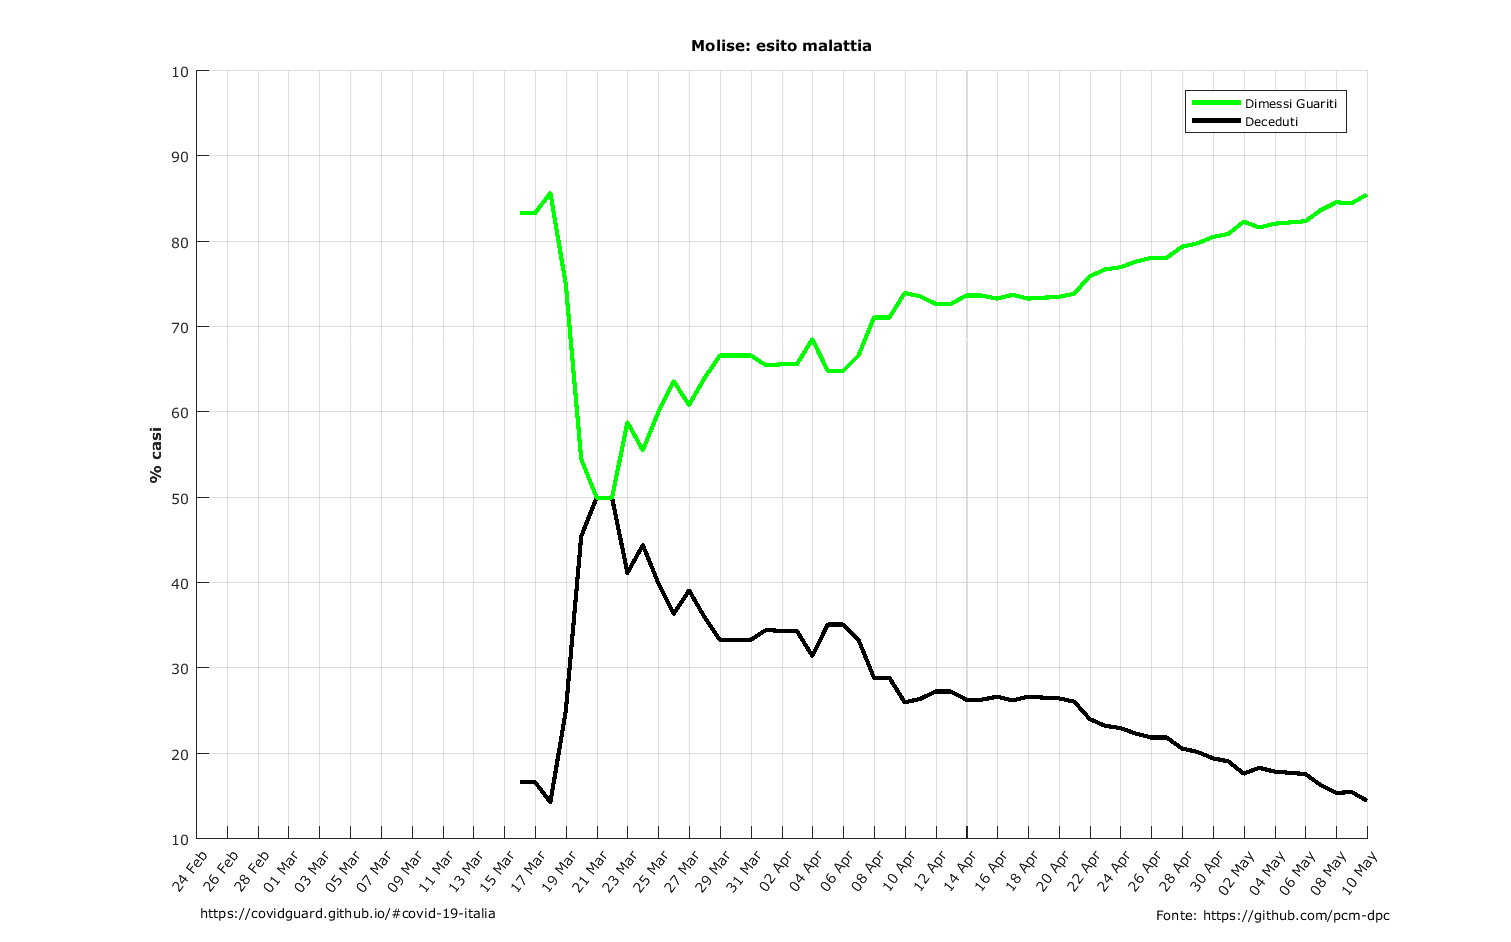 Molise: esito malattia
Dimessi Guariti
Deceduti
% casi
10
90
80
70
60
50
40
30
20
10
24 Feb
26 Feb
28 Feb
01 Mar
03 Mar
05 Mar
07 Mar
09 Mar
11 Mar
13 Mar
15 Mar
17 Mar
19 Mar
21 Mar
23 Mar
25 Mar
27 Mar
29 Mar
31 Mar
02 Apr
04 Apr
06 Apr
08 Apr
10 Apr
12 Apr
14 Apr
16 Apr
18 Apr
20 Apr
22 Apr
24 Apr
26 Apr
28 Apr
30 Apr
02 May
04 May
06 May
08 May
10 May
https://covidguard.github.io/#covid-19-italia
Fonte: https://github.com/pcm-dpc